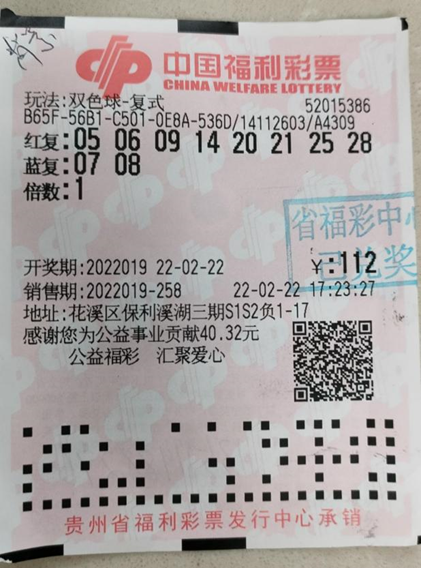 中国福利彩票
CHINA WELFARE LOTTERY
玩法:双色球-复式 52015386
B65F-56B1-C501-0E8A-536D/14112603/A4309
红复:05 06 09 14 20 21 25 28
蓝复:07 08
倍数:1
省福彩中心
已兑奖
开奖期:2022019 22-02-22 ¥:112
销售期:2022019-258 22-02-22 17:23:27
地址:花溪区保利溪湖三期S1S2负1-17
感谢您为公益事业贡献40.32元
公益福彩 汇聚爱心
贵州省福利彩票发行中心承销